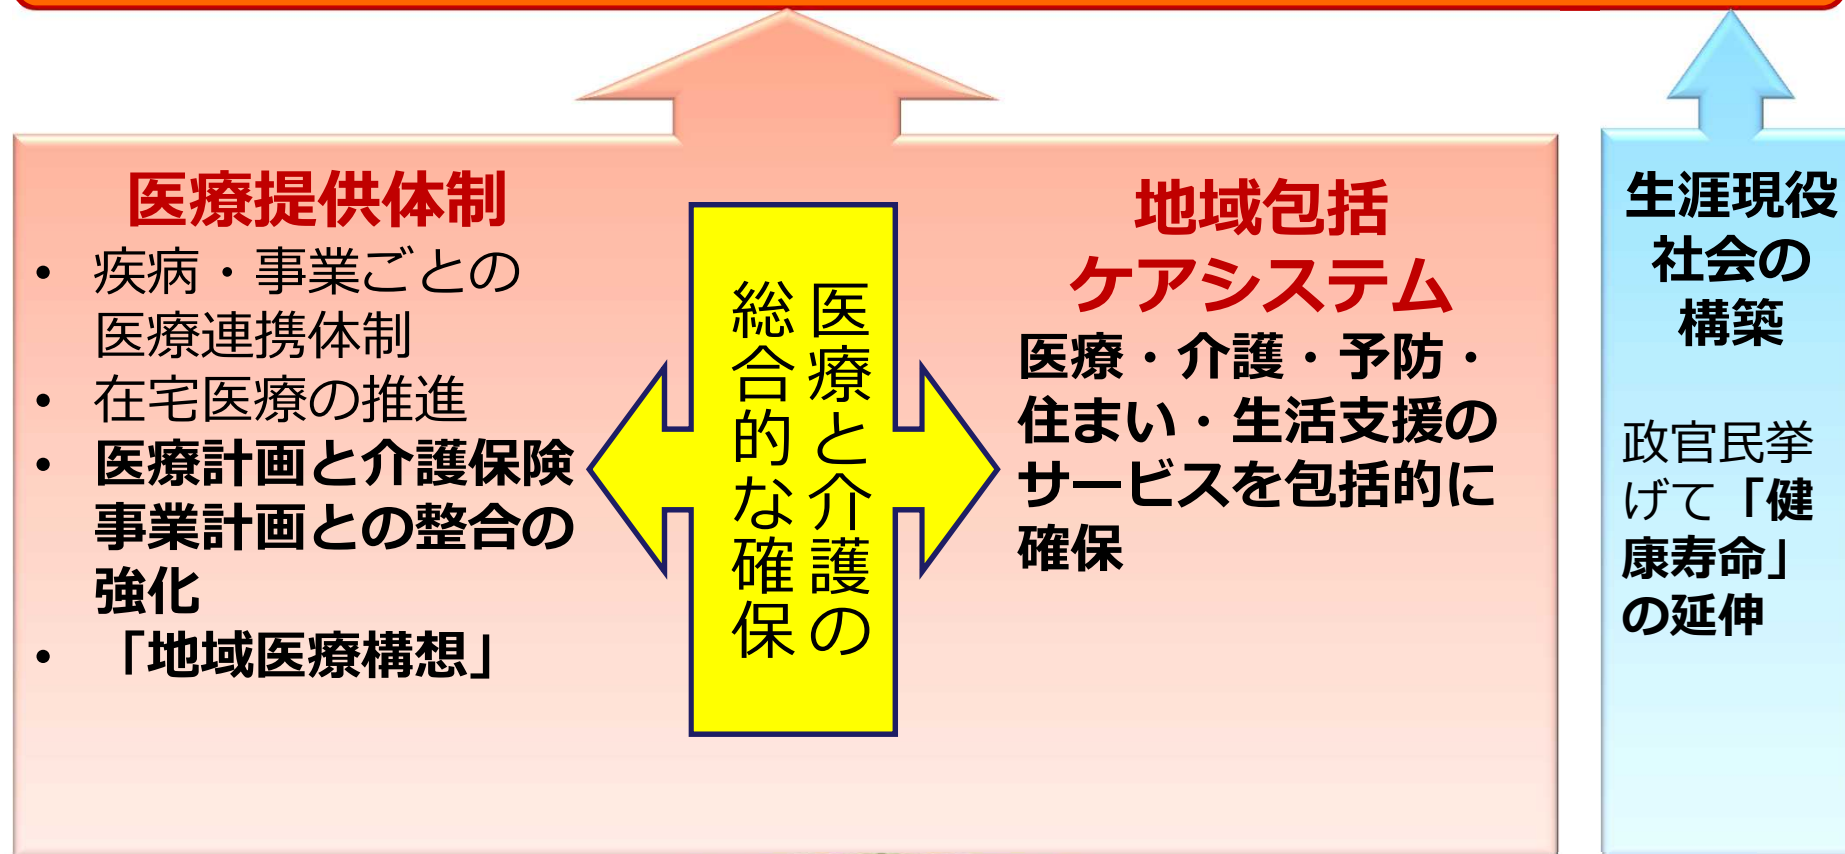 医療提供体制
• 疾病・事業ごとの
医療連携体制
• 在宅医療の推進
• 医療計画と介護保険
事業計画との整合の
強化
• 「地域医療構想」
医療と介護の
総合的な確保
地域包括
ケアシステム
医療・介護・予防・
住まい・生活支援の
サービスを包括的に
確保
生涯現役
社会の
構築
政官民挙
げて「健
康寿命」
の延伸